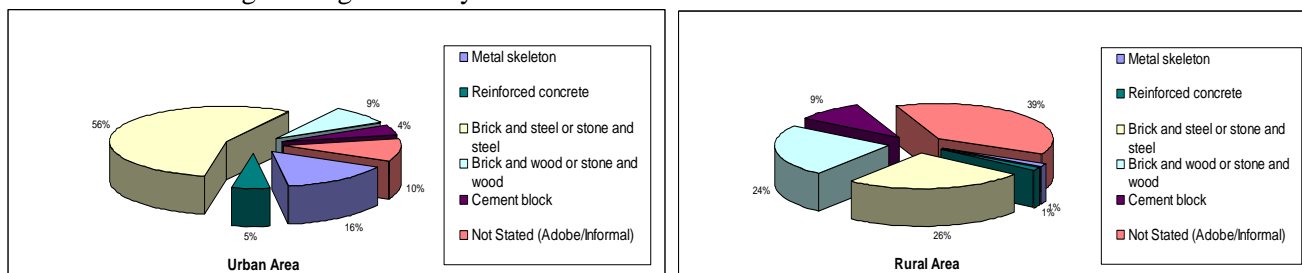 56%
9%
4%
10%
16%
5%
Metal skeleton
Reinforced concrete
Brick and steel or stone and
steel
Brick and wood or stone and
wood
Cement block
Not Stated (Adobe/Informal)
Urban Area
9%
39%
24%
26%
1%
1%
Metal skeleton
Reinforced concrete
Brick and steel or stone and
steel
Brick and wood or stone and
wood
Cement block
Not Stated (Adobe/Informal)
Rural Area